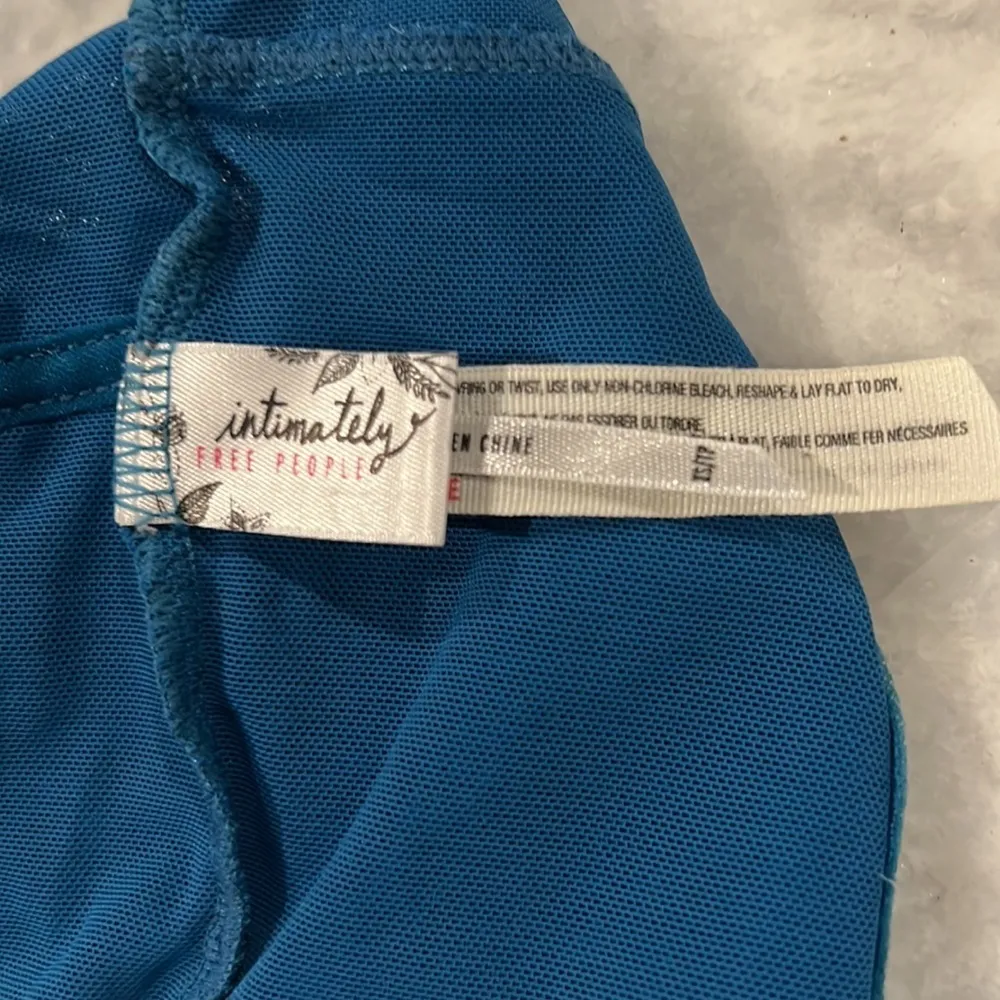 intimately
FREE PEOPLE
OR TWIST, USE ONLY NON-CHLORINE BLEACH, RESHAPE & LAY FLAT TO DRY,
PAS ESSORER OU TORDRE,
PLAT, FAIBLE COMME FER NÉCESSAIRES
EN CHINE
E